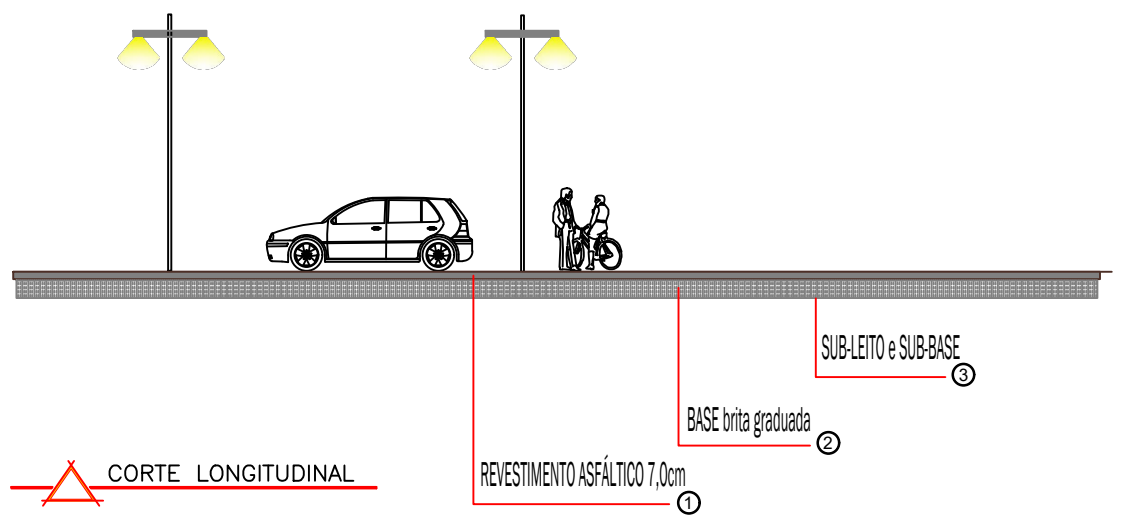 SUB-LEITO e SUB-BASE
3
BASE brita graduada
2
CORTE LONGITUDINAL
REVESTIMENTO ASFÁLTICO 7,0cm
1